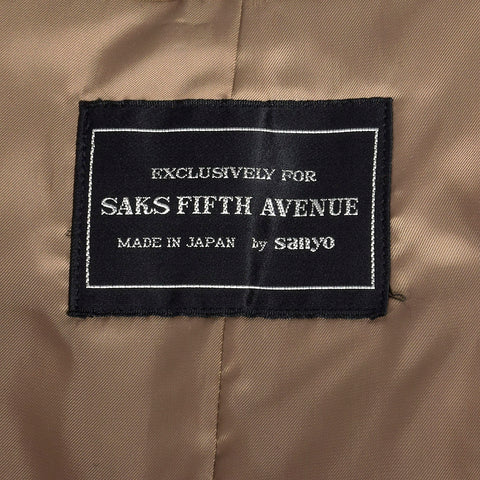 EXCLUSIVELY FOR
SAKS FIFTH AVENUE
MADE IN JAPAN by sanyo